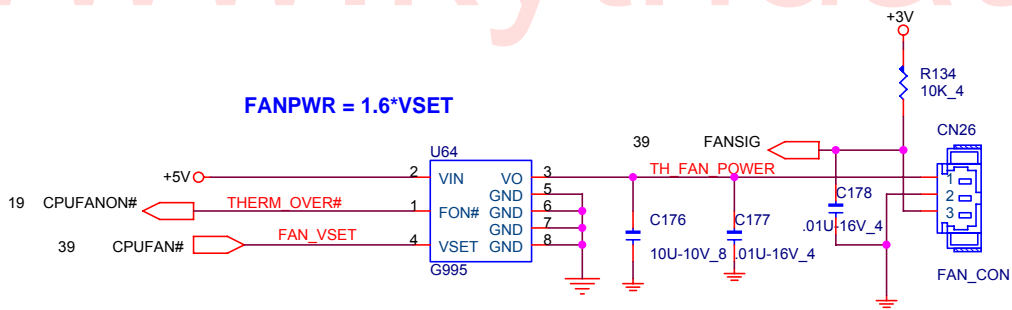 +3V
R134
10K_4
FANPWR = 1.6*VSET
CN26
39 FANSIG
U64
+5V 2 VIN VO 3 TH_FAN_POWER 1
GND 5
19 CPUFANON# THERM_OVER# 1 FON# GND 6
GND 7
39 CPUFAN# FAN_VSET 4 VSET GND 8
G995
C176
10U-10V_8
C177
.01U-16V_4
C178
.01U-16V_4
2
3
FAN_CON